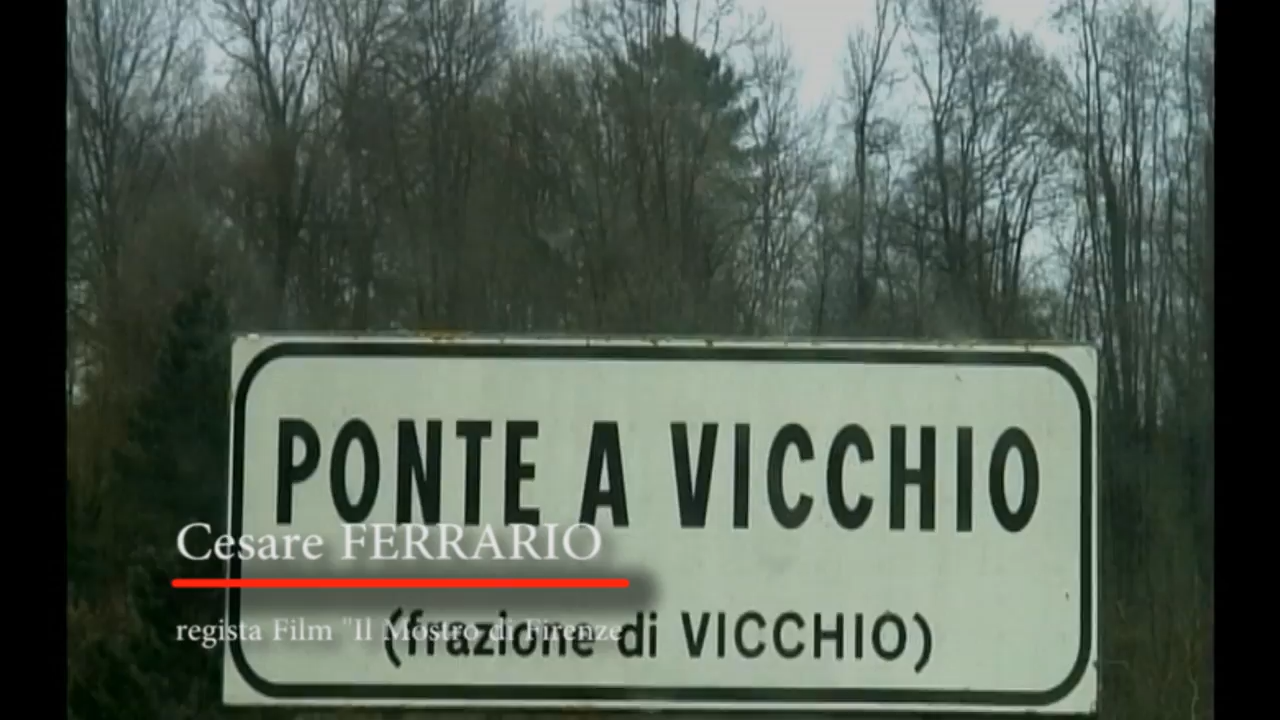 PONTE A VICCHIO
Cesare FERRARIO
(frazione di VICCHIO)
regista Film "Il Mostro di Firenze